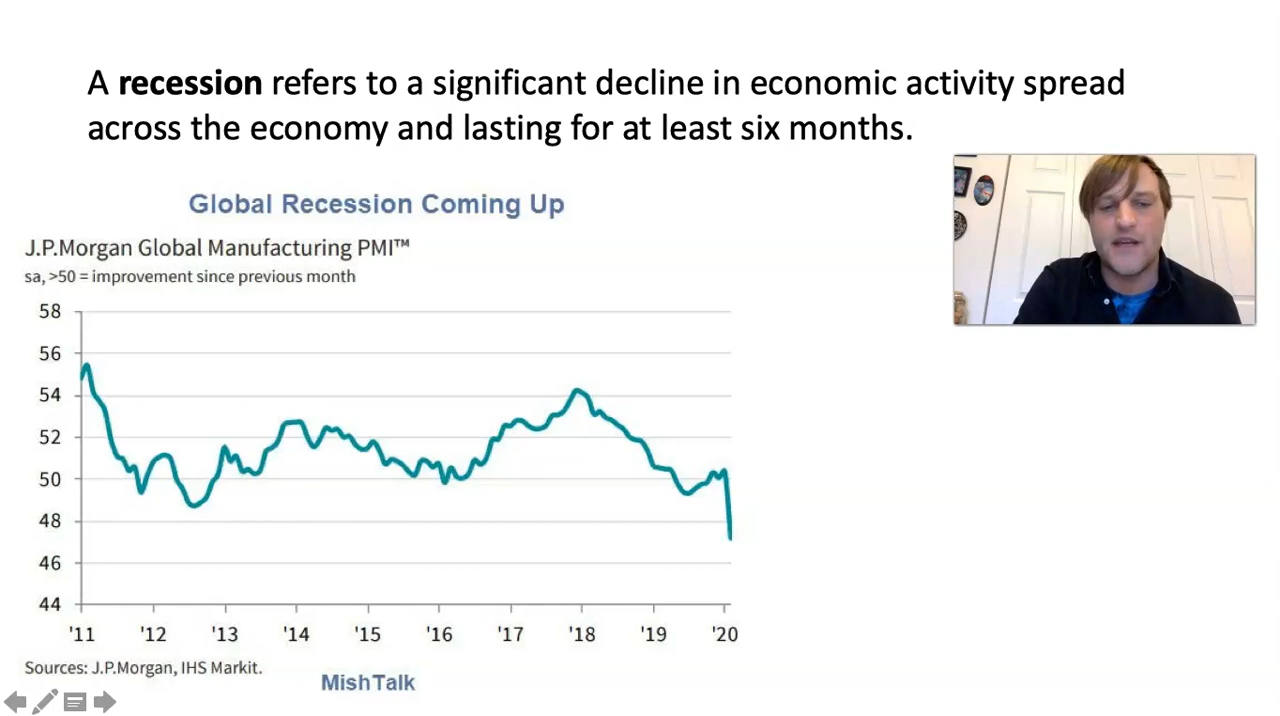 A recession refers to a significant decline in economic activity spread
across the economy and lasting for at least six months.
Global Recession Coming Up
J.P.Morgan Global Manufacturing PMI™
sa, >50 = improvement since previous month
58
56
54
52
50
48
46
44
'11 '12 '13 '14 '15 '16 '17 '18 '19 '20
Sources: J.P.Morgan, IHS Markit.
MishTalk